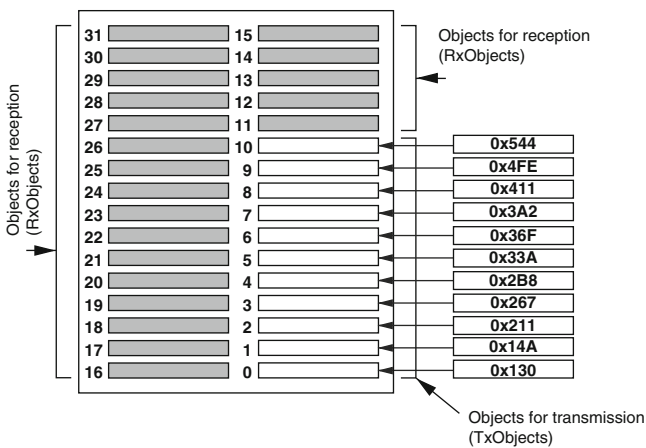 Objects for reception
(RxObjects)
Objects for reception
(RxObjects)
31 15
30 14
29 13
28 12
27 11
26 10 0x544
25 9 0x4FE
24 8 0x411
23 7 0x3A2
22 6 0x36F
21 5 0x33A
20 4 0x2B8
19 3 0x267
18 2 0x211
17 1 0x14A
16 0 0x130
Objects for transmission
(TxObjects)